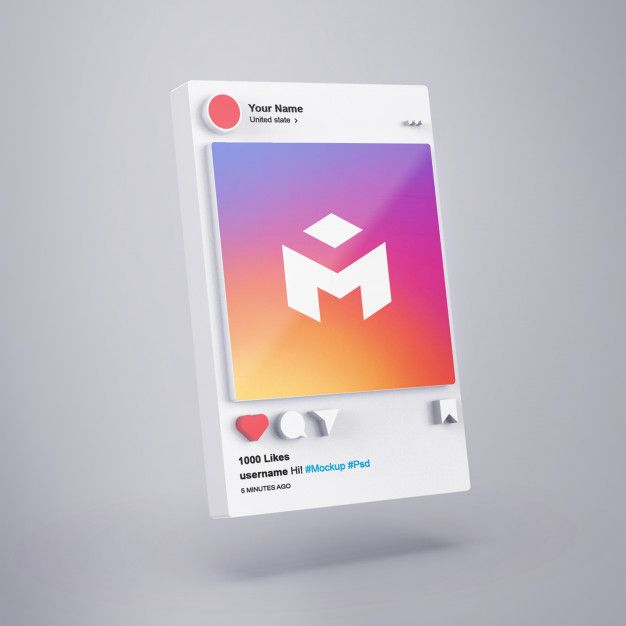 Your Name
United state >
1000 Likes
username Hi! #Mockup #Psd
5 MINUTES AGO